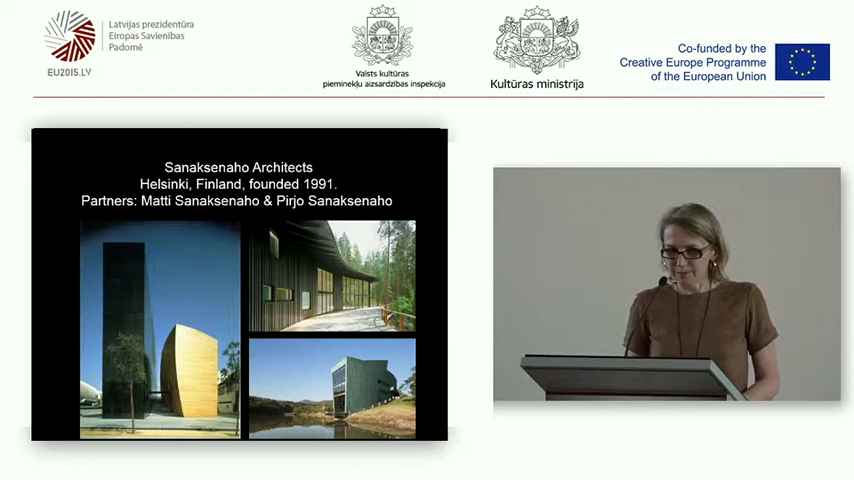 Latvijas prezidentūra
Eiropas Savienības
Padomē
EU2015.LV
Valsts kultūras
pieminekļu aizsardzības inspekcija
Kultūras ministrija
Co-funded by the
Creative Europe Programme
of the European Union
Sanaksenaho Architects
Helsinki, Finland, founded 1991.
Partners: Matti Sanaksenaho & Pirjo Sanaksenaho